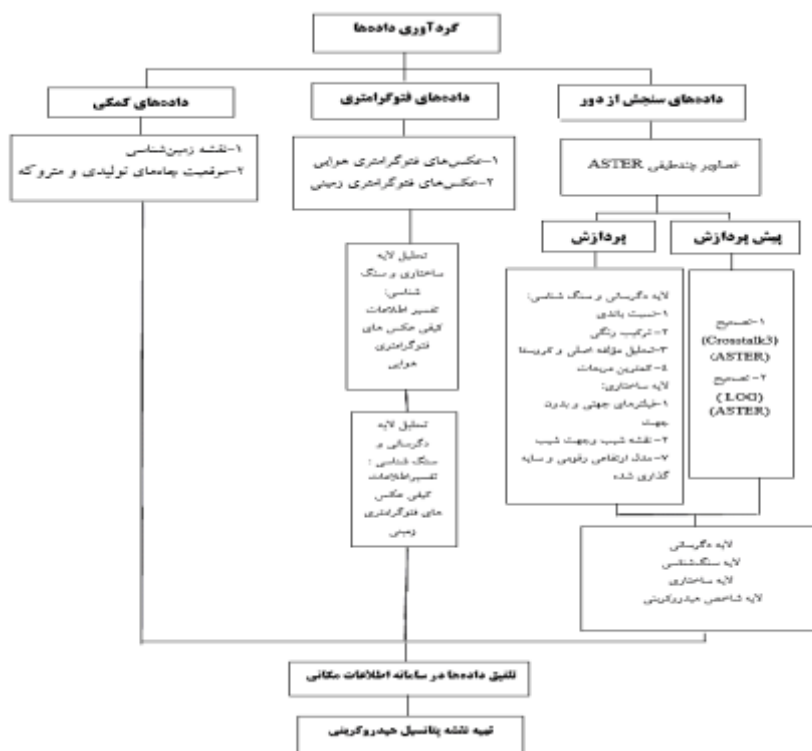 گردآوری داده‌ها
داده‌های سنجش از دور
داده‌های فتوگرامتری
داده‌های کمکی
تصاویر چندطیفی ASTER
۱-عکس‌های فتوگرامتری هوایی
۲-عکس‌های فتوگرامتری زمینی
۱-نقشه زمین‌شناسی
۲-موقعیت چاه‌های تولیدی و متروکه
پیش پردازش
پردازش
۱-تصحیح
(Crosstalk3)
(ASTER)
۲- تصحیح
(LOG)
(ASTER)
لایه دگرسانی و سنگ شناسی:
۱-نسبت باندی
۲-ترکیب رنگی
۳-تحلیل مؤلفه اصلی و کروستا
٤-کمترین مربعات
لایه ساختاری:
۱-فیلترهای جهتی و بدون
جهت
۲-نقشه شیب وجهت شیب
۷-مدل ارتفاعی رقومی و سایه
گذاری شده
تحلیل لایه
ساختاری و سنگ
شناسی:
تفسیر اطلاعات
کیفی عکس های
فتوگرامتری
هوایی
تحلیل لایه
دگرسانی و
سنگ شناسی :
تفسیراطلاعات
کیفی عکس
های فتوگرامتری
زمینی
لایه دگرسانی
لایه سنگ‌شناسی
لایه ساختاری
لایه شاخص هیدروکربنی
تلفیق داده‌ها در سامانه اطلاعات مکانی
تهیه نقشه پتانسیل هیدروکربنی